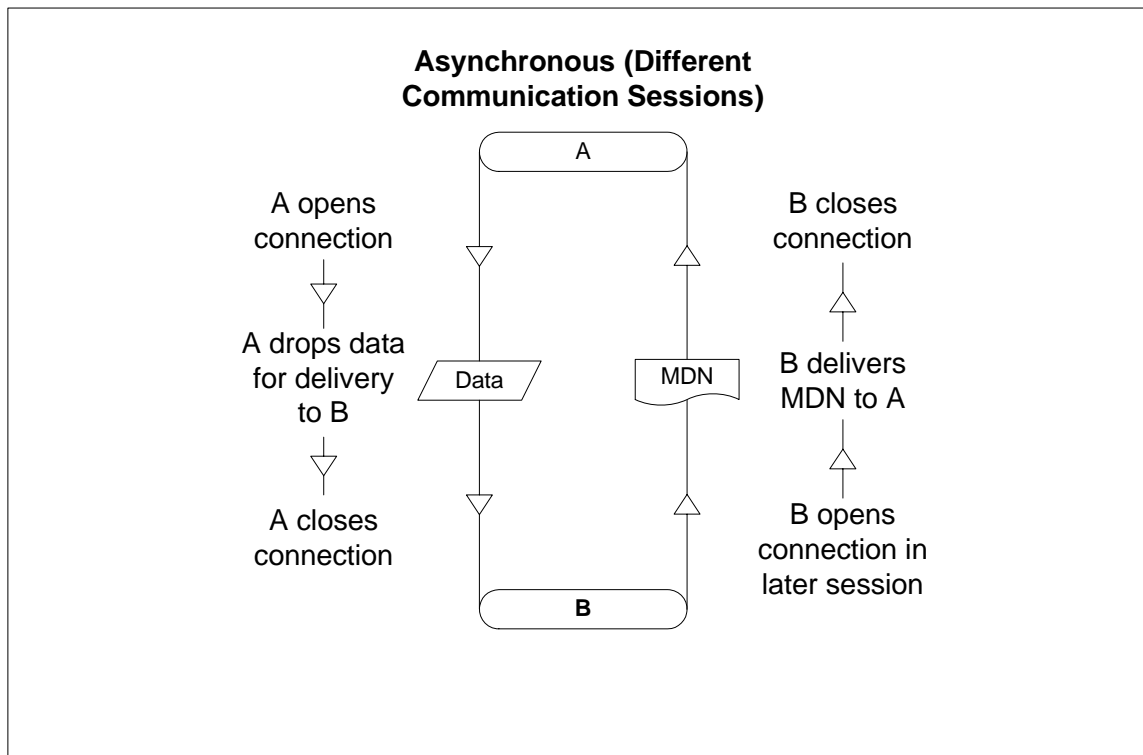 Asynchronous (Different
Communication Sessions)
A
A opens
connection
A drops data
for delivery
to B
A closes
connection
Data
MDN
B closes
connection
B delivers
MDN to A
B opens
connection in
later session
B